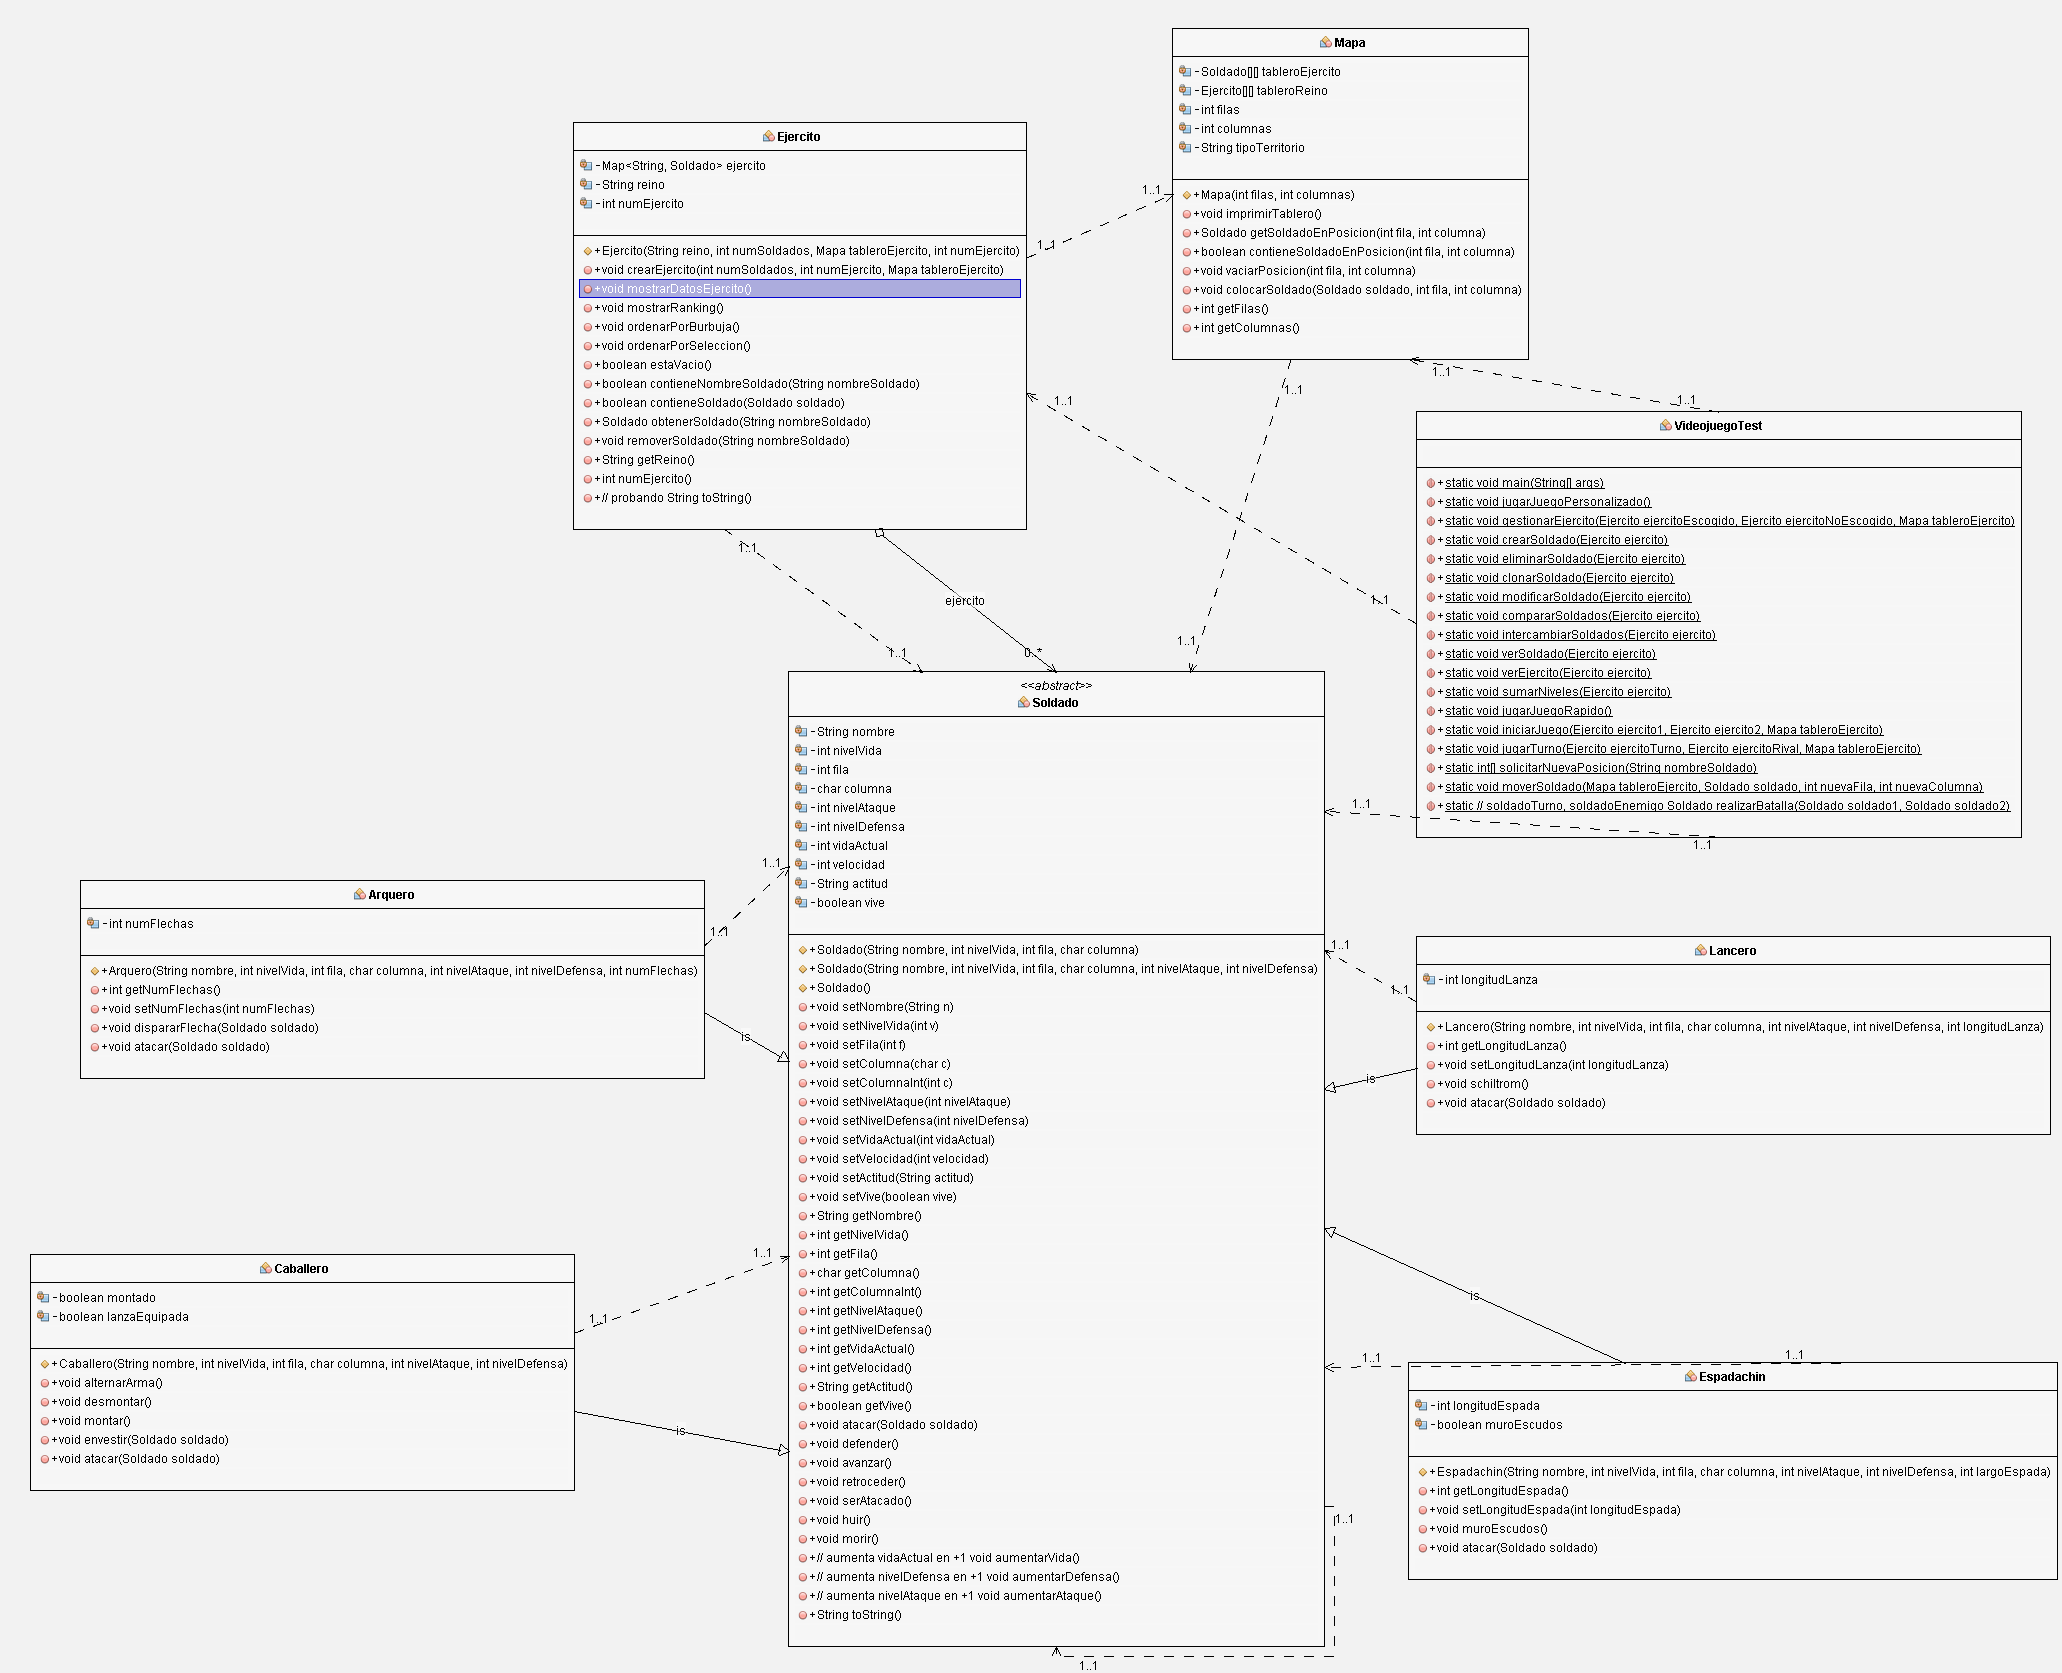 Mapa
- Soldado[][] tableroEjercito
- Ejercito[][] tableroReino
- int filas
- int columnas
- String tipoTerritorio
+ Mapa(int filas, int columnas)
+ void imprimirTablero()
+ Soldado getSoldadoEnPosicion(int fila, int columna)
+ boolean contieneSoldadoEnPosicion(int fila, int columna)
+ void vaciarPosicion(int fila, int columna)
+ void colocarSoldado(Soldado soldado, int fila, int columna)
+ int getFilas()
+ int getColumnas()
Ejercito
- Map<String, Soldado> ejercito
- String reino
- int numEjercito
+ Ejercito(String reino, int numSoldados, Mapa tableroEjercito, int numEjercito)
+ void crearEjercito(int numSoldados, int numEjercito, Mapa tableroEjercito)
+ void mostrarDatosEjercito()
+ void mostrarRanking()
+ void ordenarPorBurbuja()
+ void ordenarPorSeleccion()
+ boolean estaVacio()
+ boolean contieneNombreSoldado(String nombreSoldado)
+ boolean contieneSoldado(Soldado soldado)
+ Soldado obtenerSoldado(String nombreSoldado)
+ void removerSoldado(String nombreSoldado)
+ String getReino()
+ int numEjercito()
+ // probando String toString()
1..1
1..1
1..1
1..1
1..1
1..1
1..1
1..1
VideojuegoTest
+ static void main(String[] args)
+ static void jugarJuegoPersonalizado()
+ static void gestionarEjercito(Ejercito ejercitoEscogido, Ejercito ejercitoNoEscogido, Mapa tableroEjercito)
+ static void crearSoldado(Ejercito ejercito)
+ static void eliminarSoldado(Ejercito ejercito)
+ static void clonarSoldado(Ejercito ejercito)
+ static void modificarSoldado(Ejercito ejercito)
+ static void compararSoldados(Ejercito ejercito)
+ static void intercambiarSoldados(Ejercito ejercito)
+ static void verSoldado(Ejercito ejercito)
+ static void verEjercito(Ejercito ejercito)
+ static void sumarNiveles(Ejercito ejercito)
+ static void jugarJuegoRapido()
+ static void iniciarJuego(Ejercito ejercito1, Ejercito ejercito2, Mapa tableroEjercito)
+ static void jugarTurno(Ejercito ejercitoTurno, Ejercito ejercitoRival, Mapa tableroEjercito)
+ static int[] solicitarNuevaPosicion(String nombreSoldado)
+ static void moverSoldado(Mapa tableroEjercito, Soldado soldado, int nuevaFila, int nuevaColumna)
+ static // soldadoTurno, soldadoEnemigo Soldado realizarBatalla(Soldado soldado1, Soldado soldado2)
1..1
1..1
ejercito
1..1
0..*
<<abstract>>
Soldado
- String nombre
- int nivelVida
- int fila
- char columna
- int nivelAtaque
- int nivelDefensa
- int vidaActual
- int velocidad
- String actitud
- boolean vive
+ Soldado(String nombre, int nivelVida, int fila, char columna)
+ Soldado(String nombre, int nivelVida, int fila, char columna, int nivelAtaque, int nivelDefensa)
+ Soldado()
+ void setNombre(String n)
+ void setNivelVida(int v)
+ void setFila(int f)
+ void setColumna(char c)
+ void setColumnaInt(int c)
+ void setNivelAtaque(int nivelAtaque)
+ void setNivelDefensa(int nivelDefensa)
+ void setVidaActual(int vidaActual)
+ void setVelocidad(int velocidad)
+ void setActitud(String actitud)
+ void setVive(boolean vive)
+ String getNombre()
+ int getNivelVida()
+ int getFila()
+ char getColumna()
+ int getColumnaInt()
+ int getNivelAtaque()
+ int getNivelDefensa()
+ int getVidaActual()
+ int getVelocidad()
+ String getActitud()
+ boolean getVive()
+ void atacar(Soldado soldado)
+ void defender()
+ void avanzar()
+ void retroceder()
+ void serAtacado()
+ void huir()
+ void morir()
+ // aumenta vidaActual en +1 void aumentarVida()
+ // aumenta nivelDefensa en +1 void aumentarDefensa()
+ // aumenta nivelAtaque en +1 void aumentarAtaque()
+ String toString()
1..1
1..1
Arquero
- int numFlechas
+ Arquero(String nombre, int nivelVida, int fila, char columna, int nivelAtaque, int nivelDefensa, int numFlechas)
+ int getNumFlechas()
+ void setNumFlechas(int numFlechas)
+ void dispararFlecha(Soldado soldado)
+ void atacar(Soldado soldado)
1..1
1..1
is
Lancero
- int longitudLanza
+ Lancero(String nombre, int nivelVida, int fila, char columna, int nivelAtaque, int nivelDefensa, int longitudLanza)
+ int getLongitudLanza()
+ void setLongitudLanza(int longitudLanza)
+ void schiltrom()
+ void atacar(Soldado soldado)
1..1
1..1
is
Caballero
- boolean montado
- boolean lanzaEquipada
+ Caballero(String nombre, int nivelVida, int fila, char columna, int nivelAtaque, int nivelDefensa)
+ void alternarArma()
+ void desmontar()
+ void montar()
+ void envestir(Soldado soldado)
+ void atacar(Soldado soldado)
1..1
1..1
is
is
1..1
1..1
Espadachin
- int longitudEspada
- boolean muroEscudos
+ Espadachin(String nombre, int nivelVida, int fila, char columna, int nivelAtaque, int nivelDefensa, int largoEspada)
+ int getLongitudEspada()
+ void setLongitudEspada(int longitudEspada)
+ void muroEscudos()
+ void atacar(Soldado soldado)